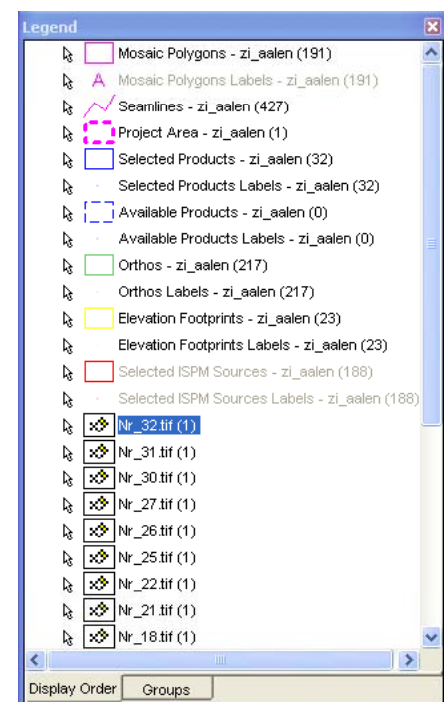 Legend
Mosaic Polygons - zi_aalen (191)
A Mosaic Polygons Labels - zi_aalen (191)
Seamlines - zi_aalen (427)
Project Area - zi_aalen (1)
Selected Products - zi_aalen (32)
Selected Products Labels - zi_aalen (32)
Available Products - zi_aalen (0)
Available Products Labels - zi_aalen (0)
Orthos - zi_aalen (217)
Orthos Labels - zi_aalen (217)
Elevation Footprints - zi_aalen (23)
Elevation Footprints Labels - zi_aalen (23)
Selected ISPM Sources - zi_aalen (188)
Selected ISPM Sources Labels - zi_aalen (188)
Nr_32.tif (1)
Nr_31.tif (1)
Nr_30.tif (1)
Nr_27.tif (1)
Nr_26.tif (1)
Nr_25.tif (1)
Nr_22.tif (1)
Nr_21.tif (1)
Nr_18.tif (1)
Display Order Groups